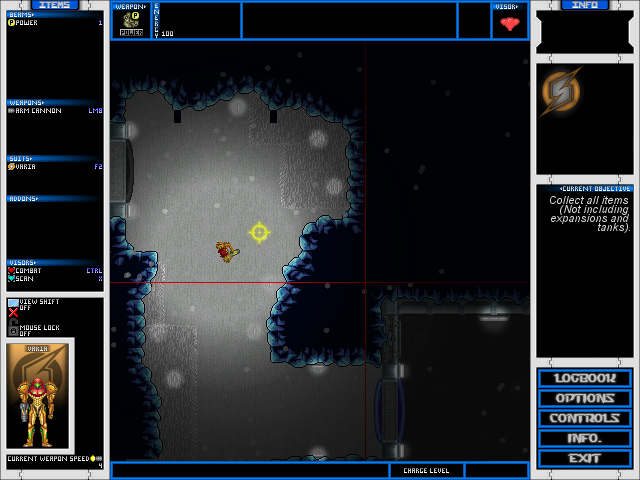 ITEMS
BEAMS
POWER 1
WEAPONS
ARM CANNON LMB
SUITS
VARIA F2
ADDONS
VISORS
COMBAT CTRL
SCAN X
VIEW SHIFT
OFF
MOUSE LOCK
OFF
VARIA
CURRENT WEAPON SPEED
4
WEAPON
P
POWER
ENERGY
100
VISOR
CHARGE LEVEL
INFO
CURRENT OBJECTIVE
Collect all items
(Not including
expansions and
tanks).
LOGBOOK
OPTIONS
CONTROLS
INFO.
EXIT